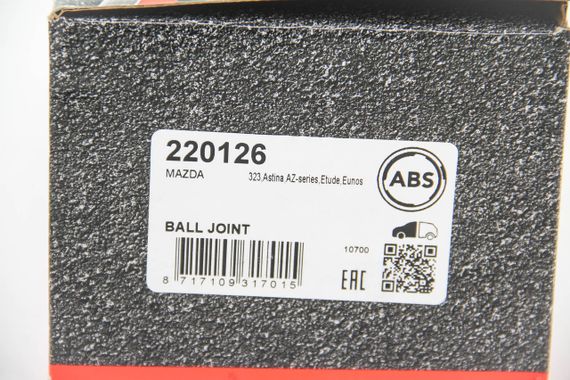 220126
MAZDA 323,Astina AZ-series,Etude,Eunos
ABS
BALL JOINT
10700
8 717109 317015
EAC